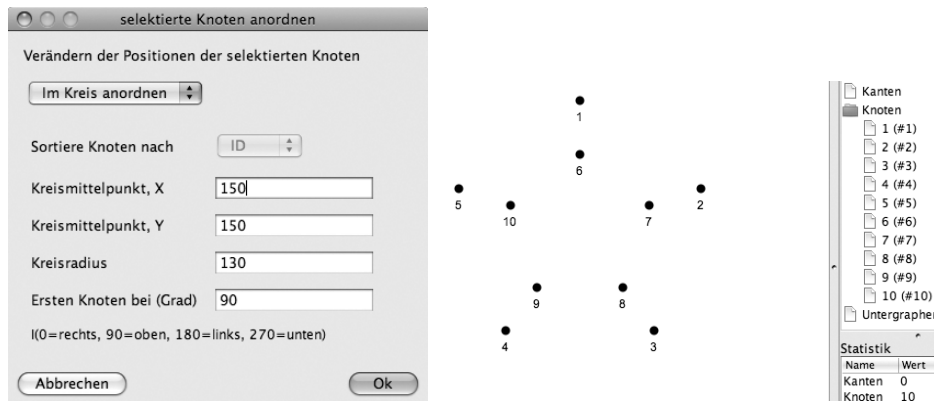 selektierte Knoten anordnen
Verändern der Positionen der selektierten Knoten
Im Kreis anordnen
Sortiere Knoten nach ID
Kreismittelpunkt, X 150
Kreismittelpunkt, Y 150
Kreisradius 130
Ersten Knoten bei (Grad) 90
I(0=rechts, 90=oben, 180=links, 270=unten)
Abbrechen Ok
1
6
5 2
10 7
9 8
4 3
Kanten
Knoten
1 (#1)
2 (#2)
3 (#3)
4 (#4)
5 (#5)
6 (#6)
7 (#7)
8 (#8)
9 (#9)
10 (#10)
Untergraphe
Statistik
Name Wert
Kanten 0
Knoten 10